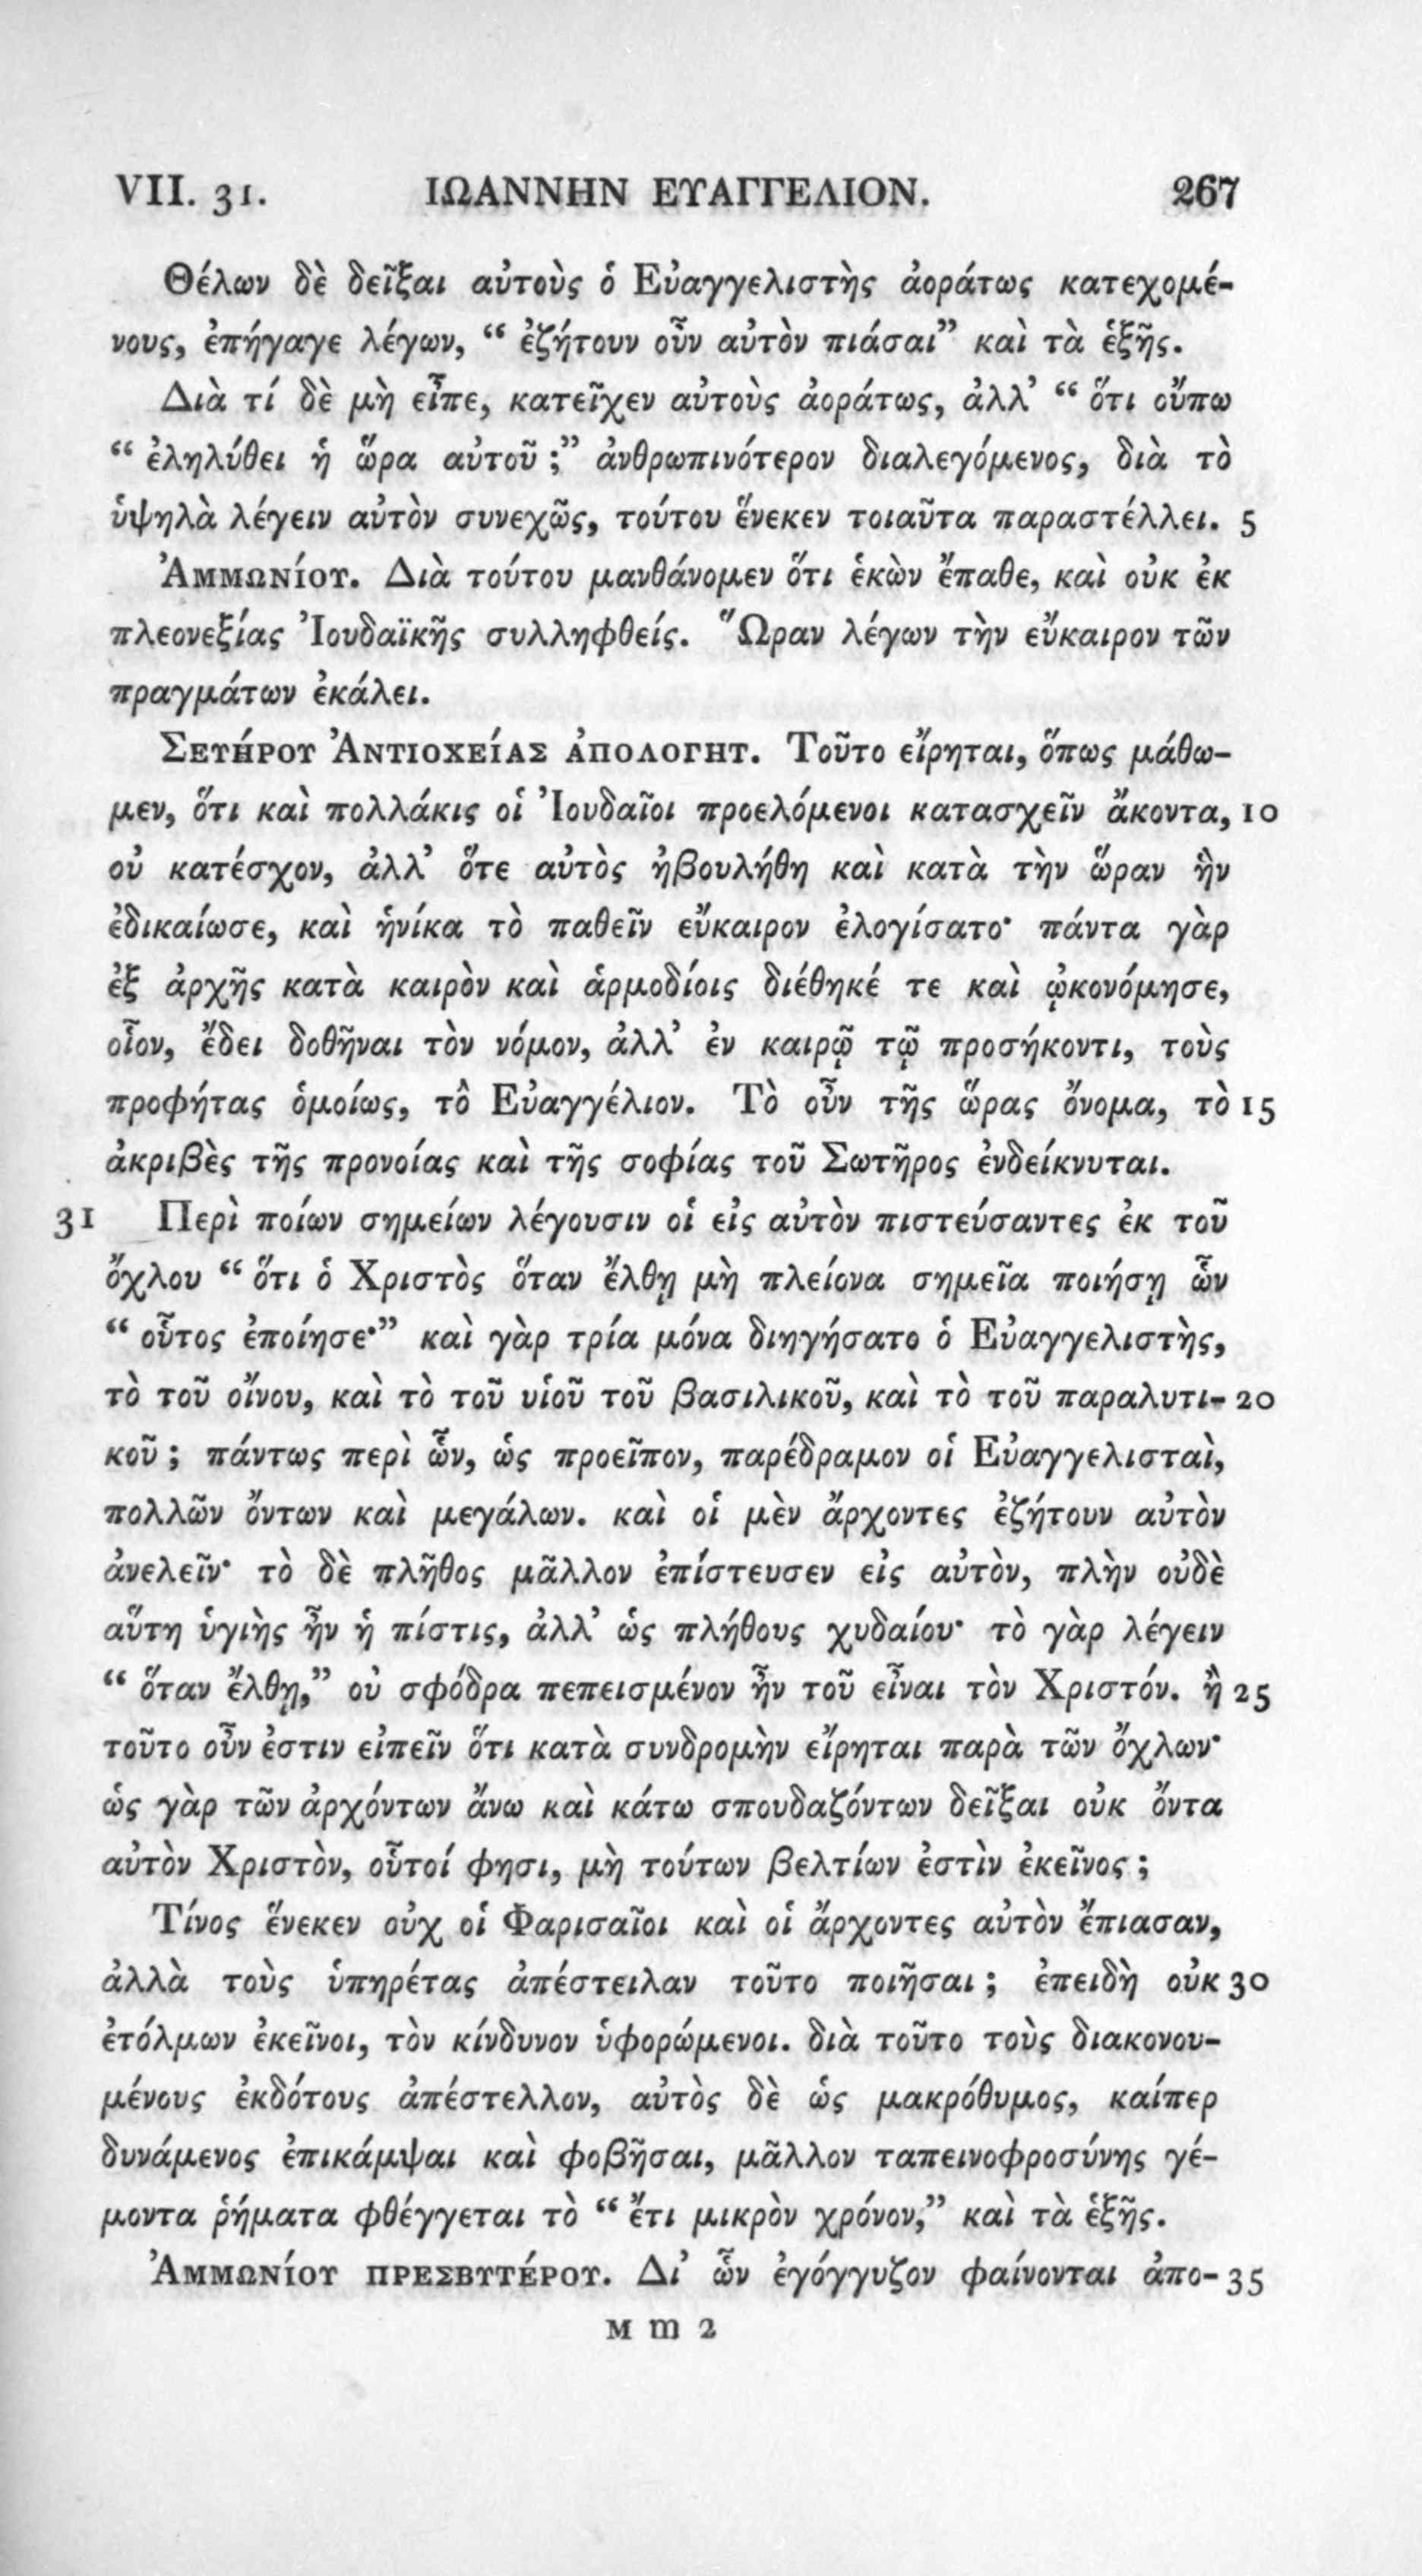 VII. 31. ΙΩΑΝΝΗΝ ΕΥΑΓΓΕΛΙΟΝ. 267
Θέλων δὲ δεῖξαι αὐτοὺς ὁ Εὐαγγελιστὴς ἀοράτως κατεχομέ-
νους, ἐπήγαγε λέγων, “ ἐζήτουν οὖν αὐτὸν πιάσαι” καὶ τὰ ἑξῆς.
Διὰ τί δὲ μὴ εἶπε, κατεῖχεν αὐτοὺς ἀοράτως, ἀλλ’ “ ὅτι οὔπω
“ ἐληλύθει ἡ ὥρα αὐτοῦ ;” ἀνθρωπινότερον διαλεγόμενος, διὰ τὸ
ὑψηλὰ λέγειν αὐτὸν συνεχῶς, τούτου ἕνεκεν τοιαῦτα παραστέλλει. 5
Ἀμμωνίου. Διὰ τούτου μανθάνομεν ὅτι ἑκὼν ἔπαθε, καὶ οὐκ ἐκ
πλεονεξίας Ἰουδαϊκῆς συλληφθείς. Ὥραν λέγων τὴν εὔκαιρον τῶν
πραγμάτων ἐκάλει.
Σευήρου Ἀντιοχείας ἀπολογητ. Τοῦτο εἴρηται, ὅπως μάθω-
μεν, ὅτι καὶ πολλάκις οἱ Ἰουδαῖοι προελόμενοι κατασχεῖν ἄκοντα, 10
οὐ κατέσχον, ἀλλ’ ὅτε αὐτὸς ἠβουλήθη καὶ κατὰ τὴν ὥραν ἣν
ἐδικαίωσε, καὶ ἡνίκα τὸ παθεῖν εὔκαιρον ἐλογίσατο· πάντα γὰρ
ἐξ ἀρχῆς κατὰ καιρὸν καὶ ἁρμοδίοις διέθηκέ τε καὶ ᾠκονόμησε,
οἷον, ἔδει δοθῆναι τὸν νόμον, ἀλλ’ ἐν καιρῷ τῷ προσήκοντι, τοὺς
προφήτας ὁμοίως, τὸ Εὐαγγέλιον. Τὸ οὖν τῆς ὥρας ὄνομα, τὸ 15
ἀκριβὲς τῆς προνοίας καὶ τῆς σοφίας τοῦ Σωτῆρος ἐνδείκνυται.
31 Περὶ ποίων σημείων λέγουσιν οἱ εἰς αὐτὸν πιστεύσαντες ἐκ τοῦ
ὄχλου “ ὅτι ὁ Χριστὸς ὅταν ἔλθῃ μὴ πλείονα σημεῖα ποιήσῃ ὧν
“ οὗτος ἐποίησε·” καὶ γὰρ τρία μόνα διηγήσατο ὁ Εὐαγγελιστὴς,
τὸ τοῦ οἴνου, καὶ τὸ τοῦ υἱοῦ τοῦ βασιλικοῦ, καὶ τὸ τοῦ παραλυτι- 20
κοῦ ; πάντως περὶ ὧν, ὡς προεῖπον, παρέδραμον οἱ Εὐαγγελισταὶ,
πολλῶν ὄντων καὶ μεγάλων. καὶ οἱ μὲν ἄρχοντες ἐζήτουν αὐτὸν
ἀνελεῖν· τὸ δὲ πλῆθος μᾶλλον ἐπίστευσεν εἰς αὐτὸν, πλὴν οὐδὲ
αὕτη ὑγιὴς ἦν ἡ πίστις, ἀλλ’ ὡς πλήθους χυδαίου· τὸ γὰρ λέγειν
“ ὅταν ἔλθῃ,” οὐ σφόδρα πεπεισμένον ἦν τοῦ εἶναι τὸν Χριστόν. ἢ 25
τοῦτο οὖν ἐστιν εἰπεῖν ὅτι κατὰ συνδρομὴν εἴρηται παρὰ τῶν ὄχλων·
ὡς γὰρ τῶν ἀρχόντων ἄνω καὶ κάτω σπουδαζόντων δεῖξαι οὐκ ὄντα
αὐτὸν Χριστὸν, οὗτοί φησι, μὴ τούτων βελτίων ἐστὶν ἐκεῖνος ;
Τίνος ἕνεκεν οὐχ οἱ Φαρισαῖοι καὶ οἱ ἄρχοντες αὐτὸν ἔπιασαν,
ἀλλὰ τοὺς ὑπηρέτας ἀπέστειλαν τοῦτο ποιῆσαι ; ἐπειδὴ οὐκ 30
ἐτόλμων ἐκεῖνοι, τὸν κίνδυνον ὑφορώμενοι. διὰ τοῦτο τοὺς διακονου-
μένους ἐκδότους ἀπέστελλον, αὐτὸς δὲ ὡς μακρόθυμος, καίπερ
δυνάμενος ἐπικάμψαι καὶ φοβῆσαι, μᾶλλον ταπεινοφροσύνης γέ-
μοντα ῥήματα φθέγγεται τὸ “ ἔτι μικρὸν χρόνον,” καὶ τὰ ἑξῆς.
Ἀμμωνίου πρεσβυτέρου. Δι’ ὧν ἐγόγγυζον φαίνονται ἀπο- 35
M m 2